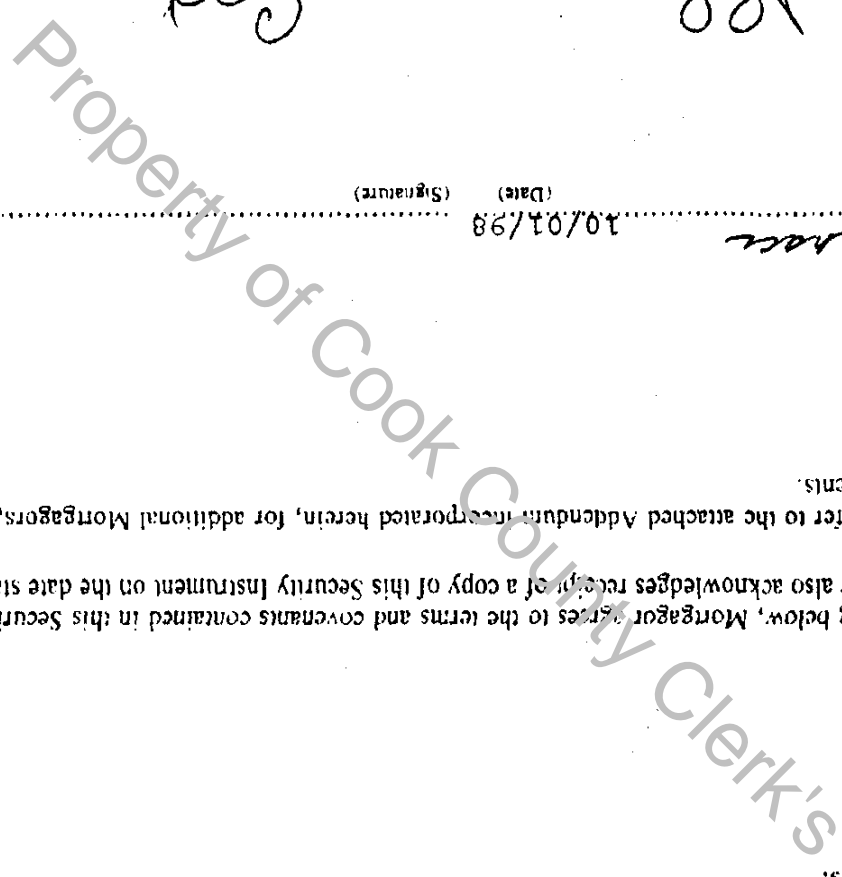 g below, Mortgagor agrees to the terms and covenants contained in this Securi
also acknowledges receipt of a copy of this Security Instrument on the date sta
fer to the attached Addendum incorporated herein, for additional Mortgagors,
ents.
10/01/98
(Date) (Signature)
Property of Cook County Clerk's